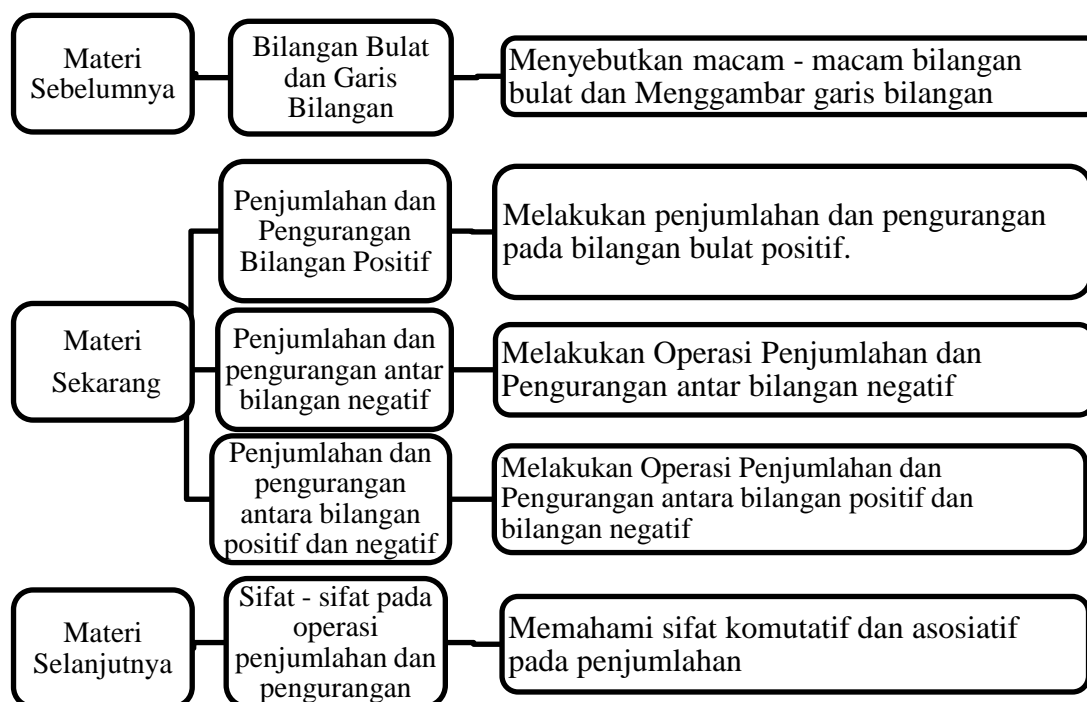 Materi
Sebelumnya
Bilangan Bulat
dan Garis
Bilangan
Menyebutkan macam - macam bilangan
bulat dan Menggambar garis bilangan
Materi
Sekarang
Penjumlahan dan
Pengurangan
Bilangan Positif
Melakukan penjumlahan dan pengurangan
pada bilangan bulat positif.
Penjumlahan dan
pengurangan antar
bilangan negatif
Melakukan Operasi Penjumlahan dan
Pengurangan antar bilangan negatif
Penjumlahan dan
pengurangan
antara bilangan
positif dan negatif
Melakukan Operasi Penjumlahan dan
Pengurangan antara bilangan positif dan
bilangan negatif
Materi
Selanjutnya
Sifat - sifat pada
operasi
penjumlahan dan
pengurangan
Memahami sifat komutatif dan asosiatif
pada penjumlahan